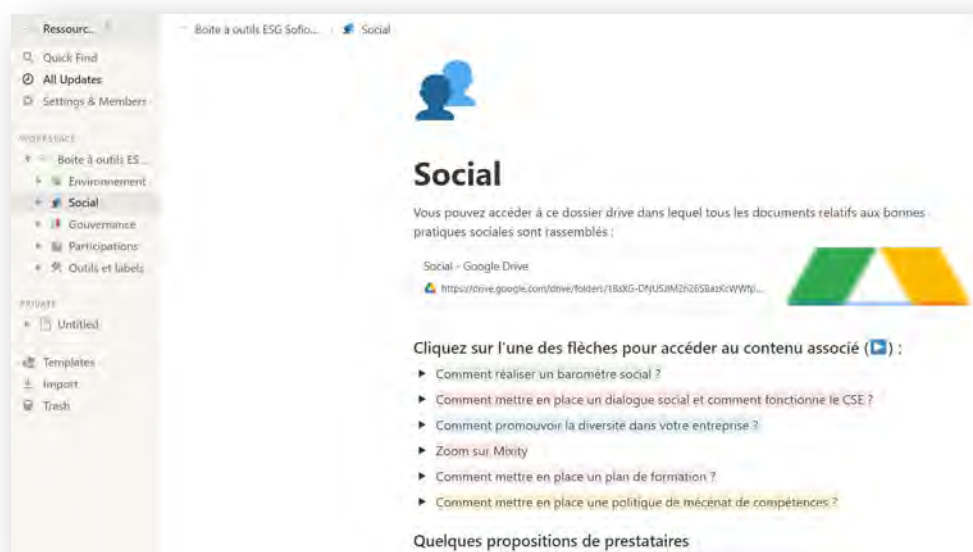 Ressourc..
Quick Find
All Updates
Settings & Members
WORKSPACE
Boite à outils ES...
Environnement
Social
Gouvernance
Participations
Outils et labels
PRIVATE
Untitled
Templates
Import
Trash
Boite à outils ESG Sofio... / Social
Social
Vous pouvez accéder à ce dossier drive dans lequel tous les documents relatifs aux bonnes
pratiques sociales sont rassemblés :
Social - Google Drive
Cliquez sur l'une des flèches pour accéder au contenu associé (▶) :
Comment réaliser un baromètre social ?
Comment mettre en place un dialogue social et comment fonctionne le CSE ?
Comment promouvoir la diversité dans votre entreprise ?
Zoom sur Mixity
Comment mettre en place un plan de formation ?
Comment mettre en place une politique de mécénat de compétences ?
Quelques propositions de prestataires